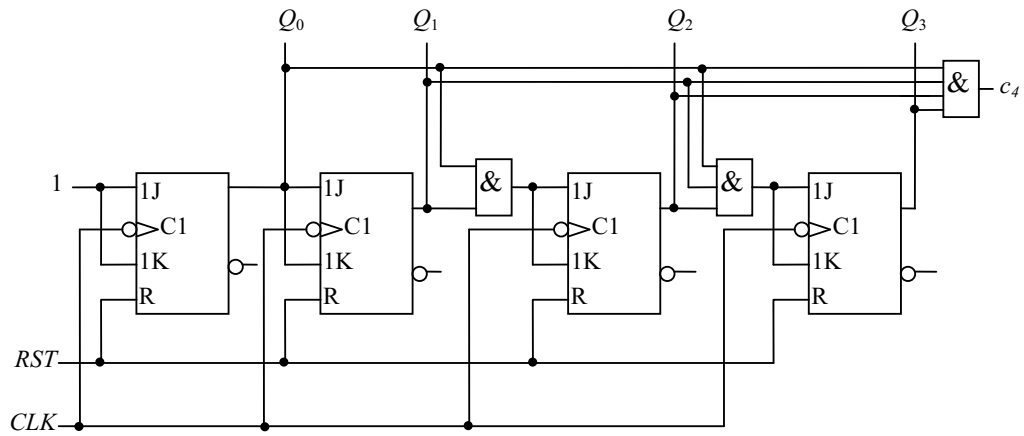 Q0 Q1 Q2 Q3
& c4
1 1J 1J & 1J & 1J
C1 C1 C1 C1
1K 1K 1K 1K
R R R R
RST
CLK